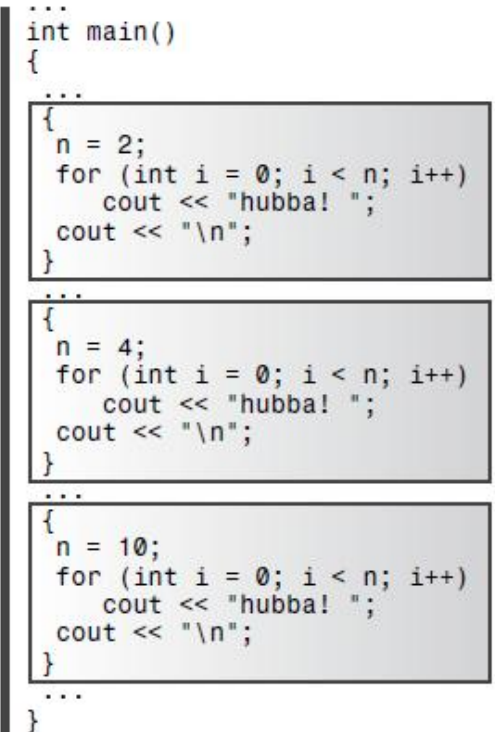 ...
int main()
{
...
{
n = 2;
for (int i = 0; i < n; i++)
cout << "hubba! ";
cout << "\n";
}
...
{
n = 4;
for (int i = 0; i < n; i++)
cout << "hubba! ";
cout << "\n";
}
...
{
n = 10;
for (int i = 0; i < n; i++)
cout << "hubba! ";
cout << "\n";
}
...
}